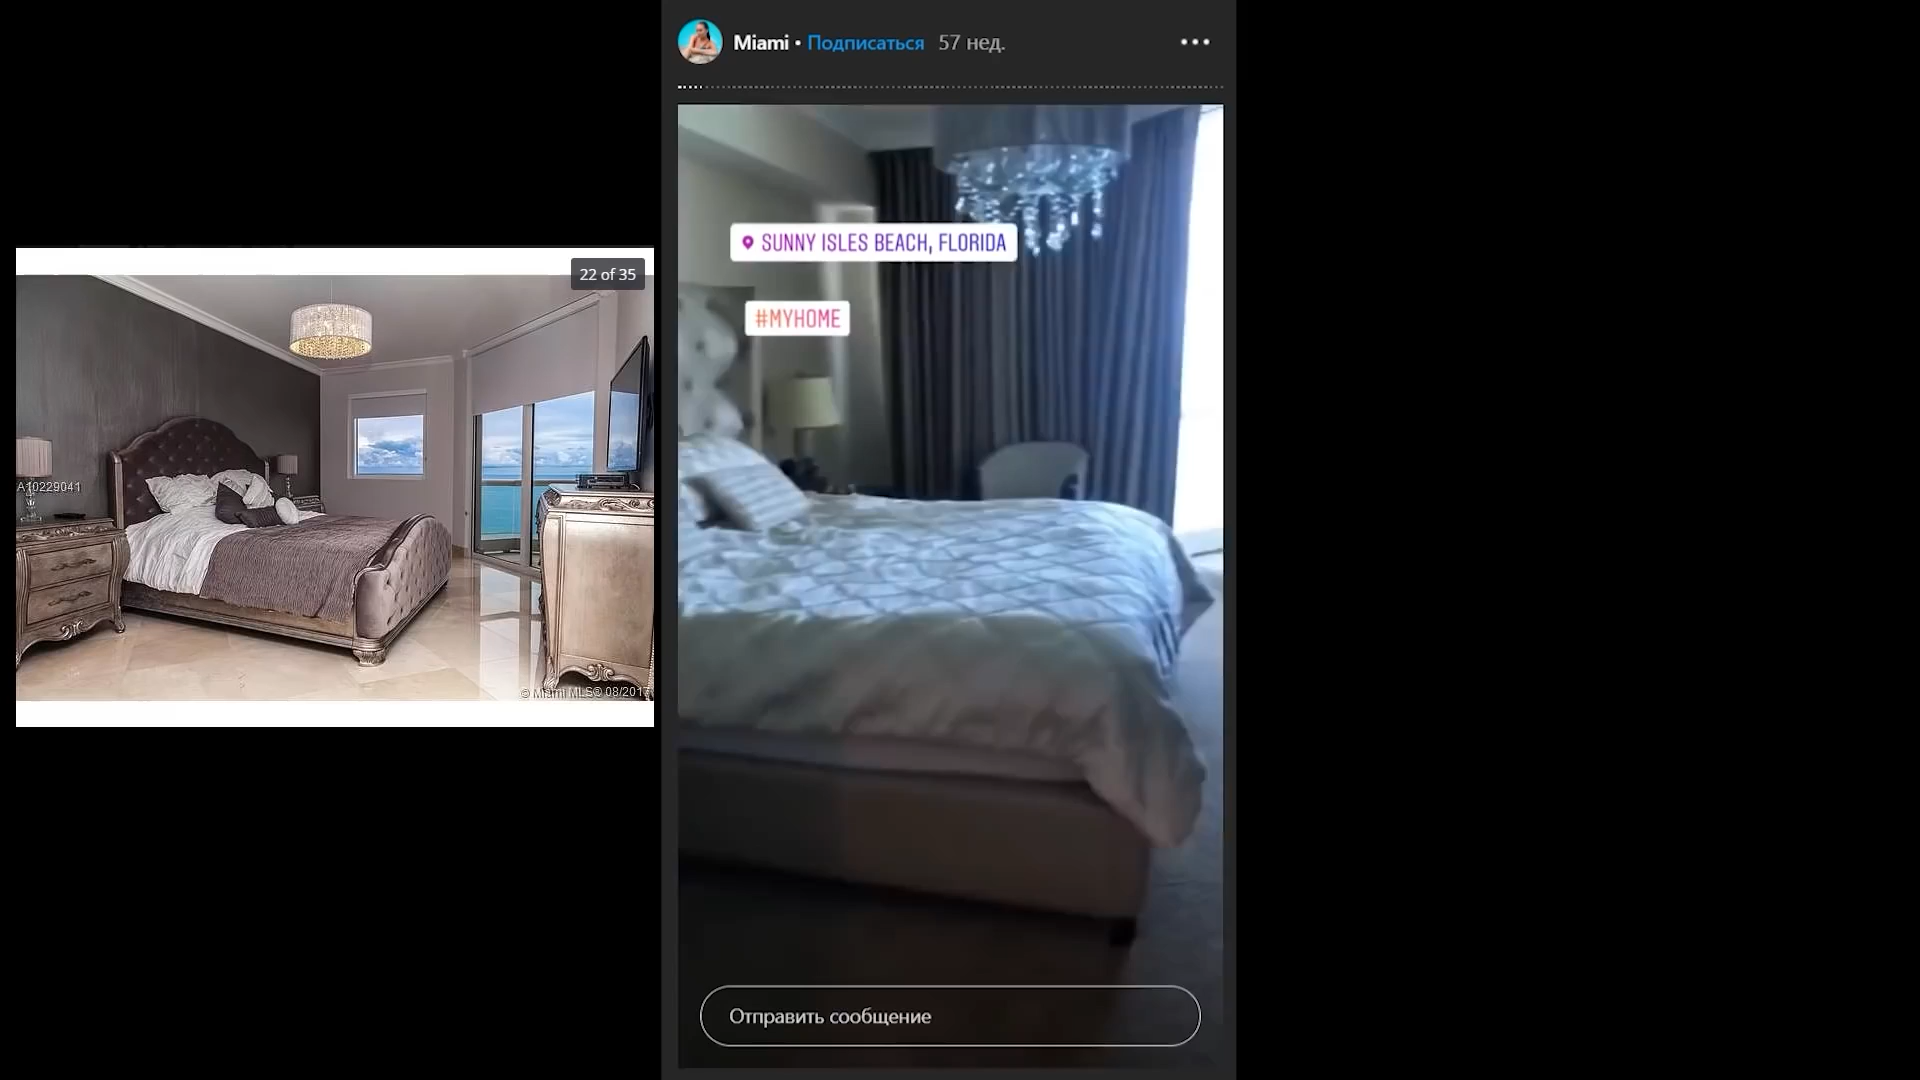 22 of 35
A10229041
© Miami MLS© 08/2017
Miami • Подписаться 57 нед.
SUNNY ISLES BEACH, FLORIDA
#MYHOME
Отправить сообщение